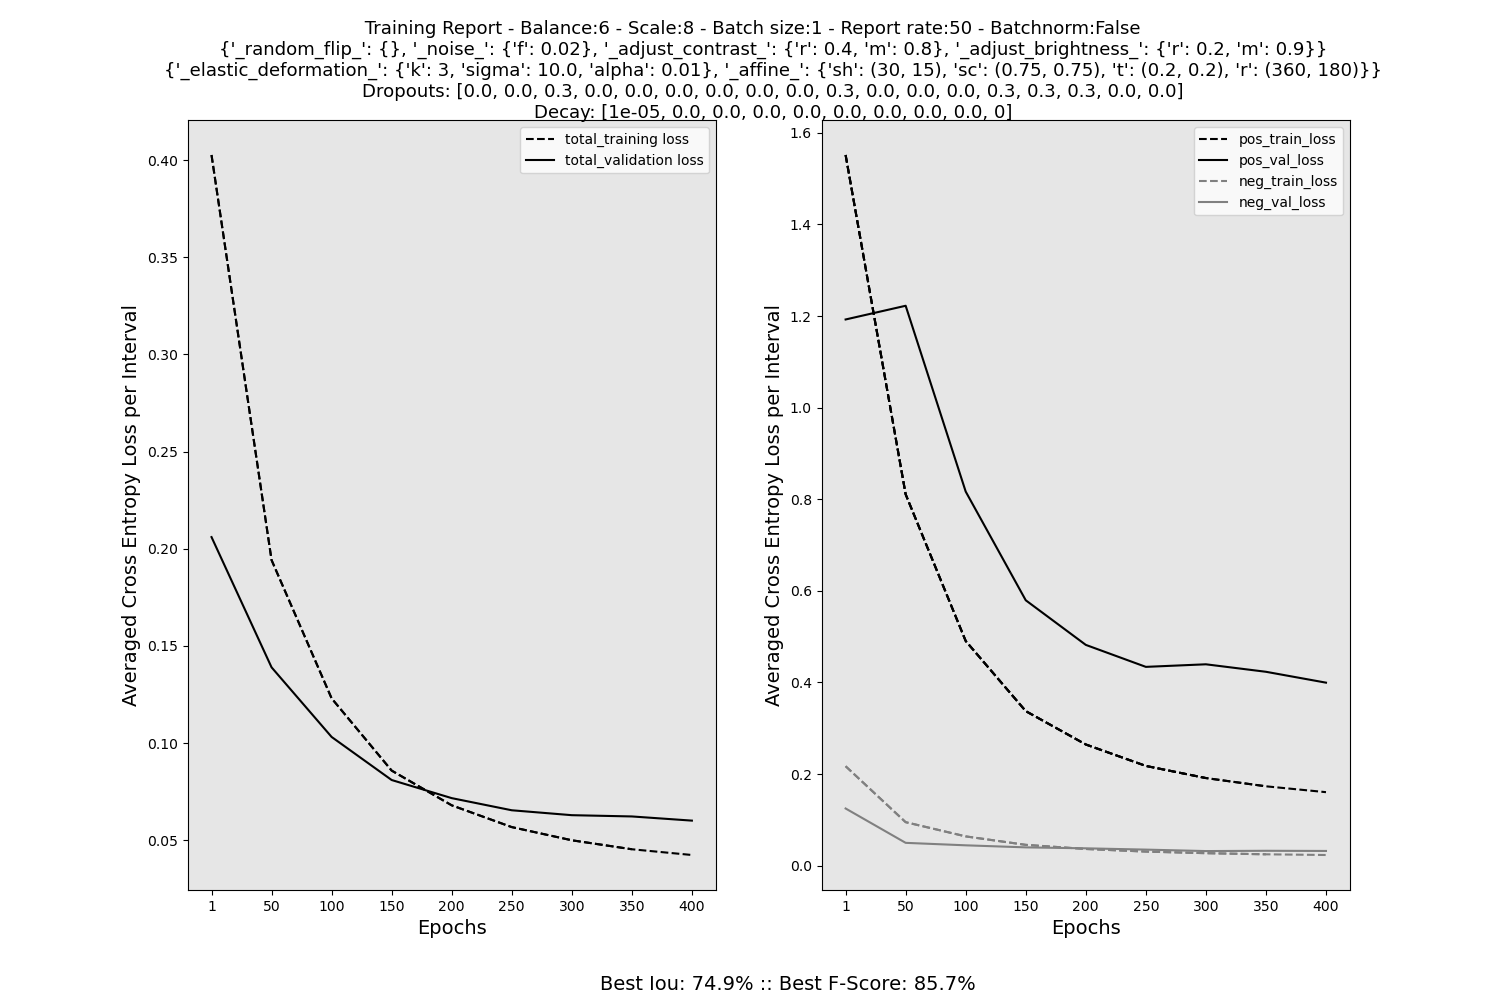 Training Report - Balance:6 - Scale:8 - Batch size:1 - Report rate:50 - Batchnorm:False
{'_random_flip_': {}, '_noise_': {'f': 0.02}, '_adjust_contrast_': {'r': 0.4, 'm': 0.8}, '_adjust_brightness_': {'r': 0.2, 'm': 0.9}}
{'_elastic_deformation_': {'k': 3, 'sigma': 10.0, 'alpha': 0.01}, '_affine_': {'sh': (30, 15), 'sc': (0.75, 0.75), 't': (0.2, 0.2), 'r': (360, 180)}}
Dropouts: [0.0, 0.0, 0.3, 0.0, 0.0, 0.0, 0.0, 0.0, 0.0, 0.3, 0.0, 0.0, 0.0, 0.3, 0.3, 0.3, 0.0, 0.0]
Decay: [1e-05, 0.0, 0.0, 0.0, 0.0, 0.0, 0.0, 0.0, 0.0, 0.0, 0]
total_training loss
total_validation loss
0.40
0.35
0.30
0.25
0.20
0.15
0.10
0.05
Averaged Cross Entropy Loss per Interval
1
50
100
150
200
250
300
350
400
Epochs
pos_train_loss
pos_val_loss
neg_train_loss
neg_val_loss
1.6
1.4
1.2
1.0
0.8
0.6
0.4
0.2
0.0
Averaged Cross Entropy Loss per Interval
1
50
100
150
200
250
300
350
400
Epochs
Best Iou: 74.9% :: Best F-Score: 85.7%